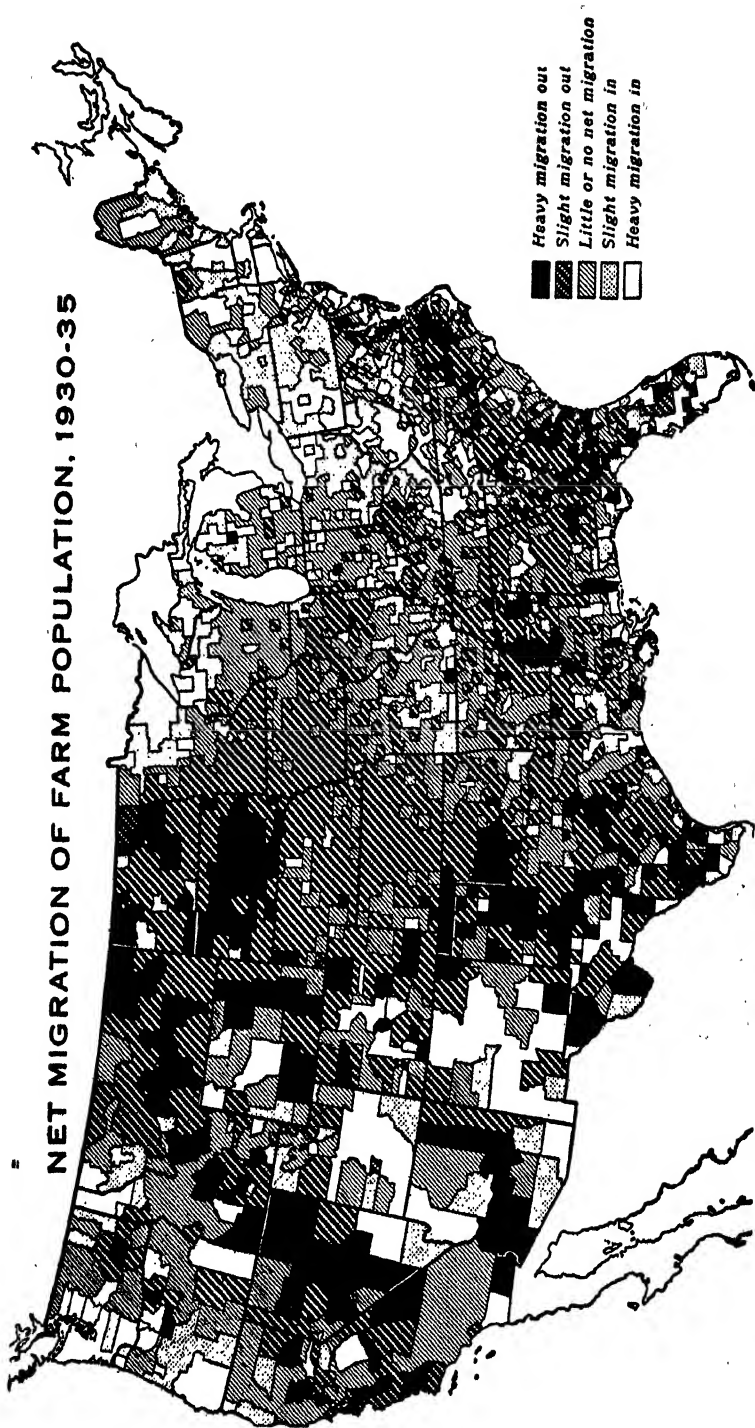 NET MIGRATION OF FARM POPULATION, 1930-35
Heavy migration out
Slight migration out
Little or no net migration
Slight migration in
Heavy migration in